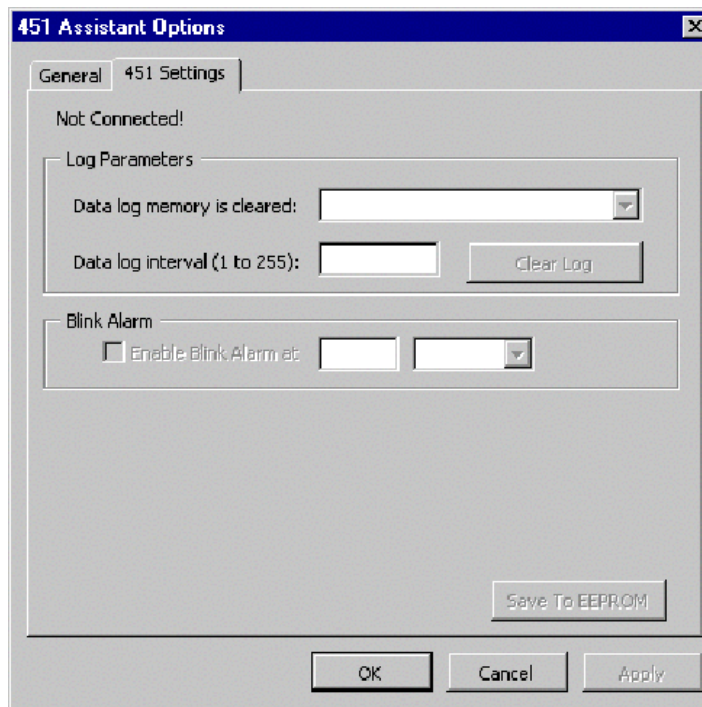 451 Assistant Options
General
451 Settings
Not Connected!
Log Parameters
Data log memory is cleared:
Data log interval (1 to 255):
Clear Log
Blink Alarm
Enable Blink Alarm at
Save To EEPROM
OK
Cancel
Apply